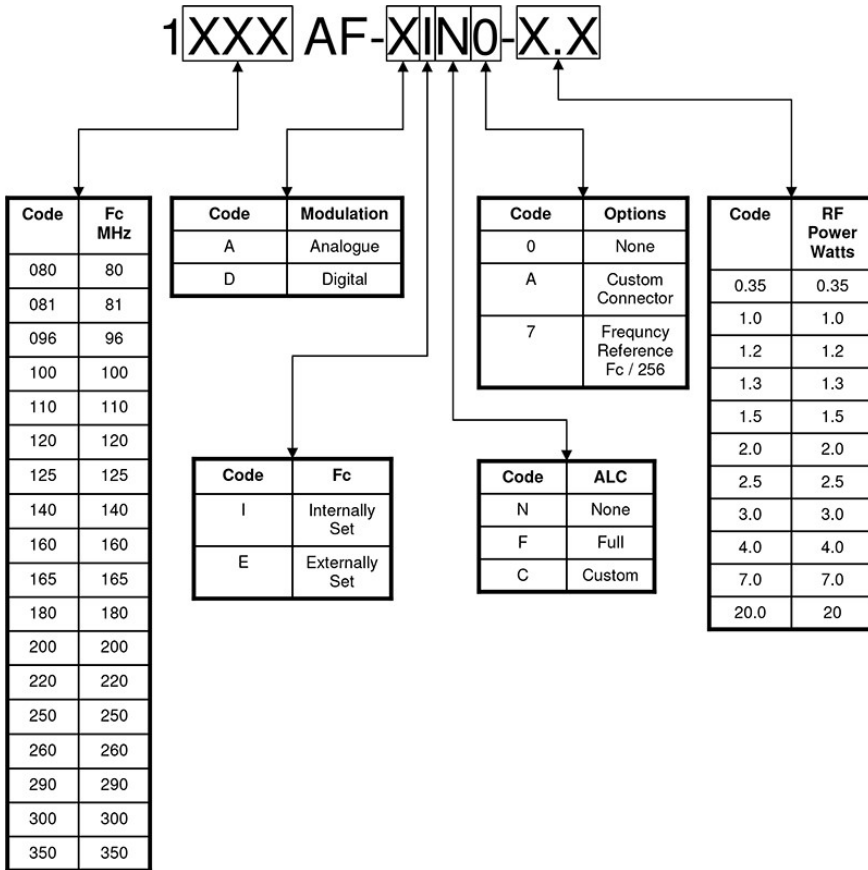 1XXX AF-XIN0-X.X
Code Fc MHz
080 80
081 81
096 96
100 100
110 110
120 120
125 125
140 140
160 160
165 165
180 180
200 200
220 220
250 250
260 260
290 290
300 300
350 350
Code Modulation
A Analogue
D Digital
Code Fc
I Internally Set
E Externally Set
Code Options
0 None
A Custom Connector
7 Frequncy Reference Fc / 256
Code ALC
N None
F Full
C Custom
Code RF Power Watts
0.35 0.35
1.0 1.0
1.2 1.2
1.3 1.3
1.5 1.5
2.0 2.0
2.5 2.5
3.0 3.0
4.0 4.0
7.0 7.0
20.0 20